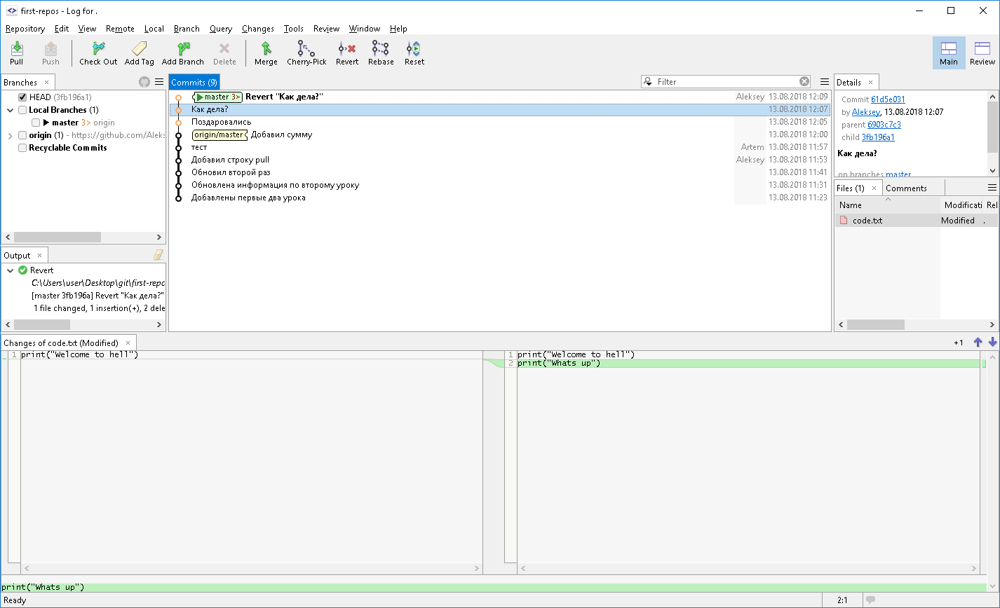 first-repos - Log for .
Repository Edit View Remote Local Branch Query Changes Tools Review Window Help
Pull Push Check Out Add Tag Add Branch Delete Merge Cherry-Pick Revert Rebase Reset Main Review
Branches
HEAD (3fb196a1)
Local Branches (1)
master 3> origin
origin (1) - https://github.com/Aleks
Recyclable Commits
Output
Revert
C:\Users\user\Desktop\git\first-repo
[master 3fb196a] Revert "Как дела?"
1 file changed, 1 insertion(+), 2 dele
Commits (9)
Filter
master 3> Revert "Как дела?" Aleksey 13.08.2018 12:09
Как дела? 13.08.2018 12:07
Поздаровались 13.08.2018 12:05
origin/master Добавил сумму 13.08.2018 12:00
тест Artem 13.08.2018 11:57
Добавил строку pull Aleksey 13.08.2018 11:53
Обновил второй раз 13.08.2018 11:41
Обновлена информация по второму уроку 13.08.2018 11:31
Добавлены первые два урока 13.08.2018 11:23
Details
Commit 61d5e031
by Aleksey, 13.08.2018 12:07
parent 6903c7c3
child 3fb196a1
Как дела?
on branches master
Files (1) Comments
Name Modificati Rel
code.txt Modified .
Changes of code.txt (Modified) +1
1 print("Welcome to hell")
1 print("Welcome to hell")
2 print("Whats up")
print("Whats up")
Ready 2:1